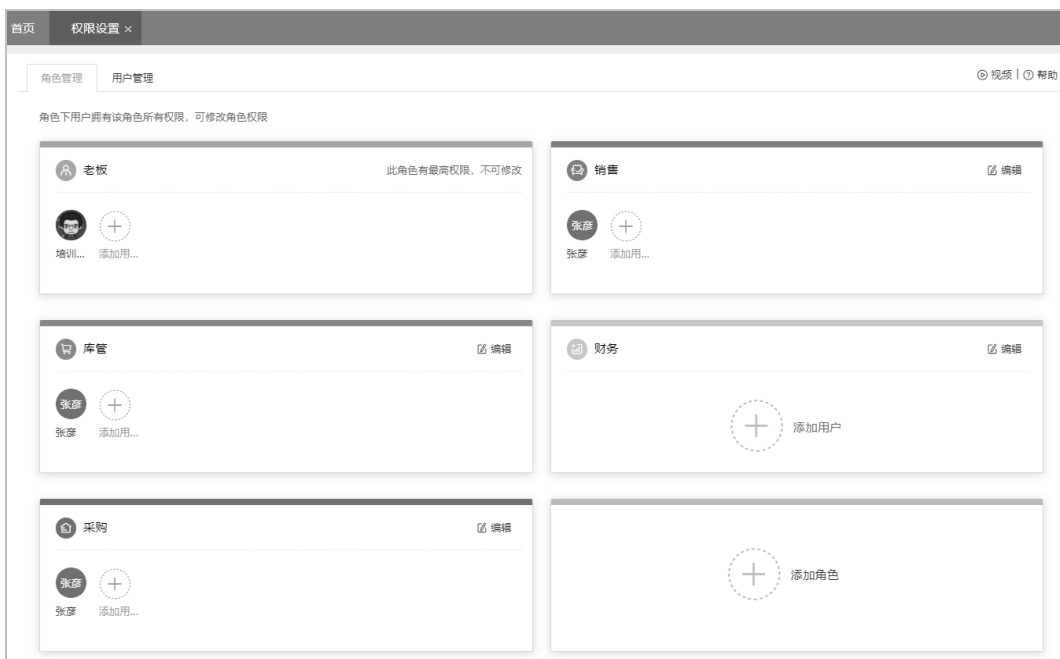 首页 权限设置 ×
角色管理 用户管理 视频 | 帮助
角色下用户拥有该角色所有权限，可修改角色权限
老板 此角色有最高权限，不可修改
培训... 添加用...
销售 编辑
张彦
张彦 添加用...
库管 编辑
张彦
张彦 添加用...
财务 编辑
添加用户
采购 编辑
张彦
张彦 添加用...
添加角色